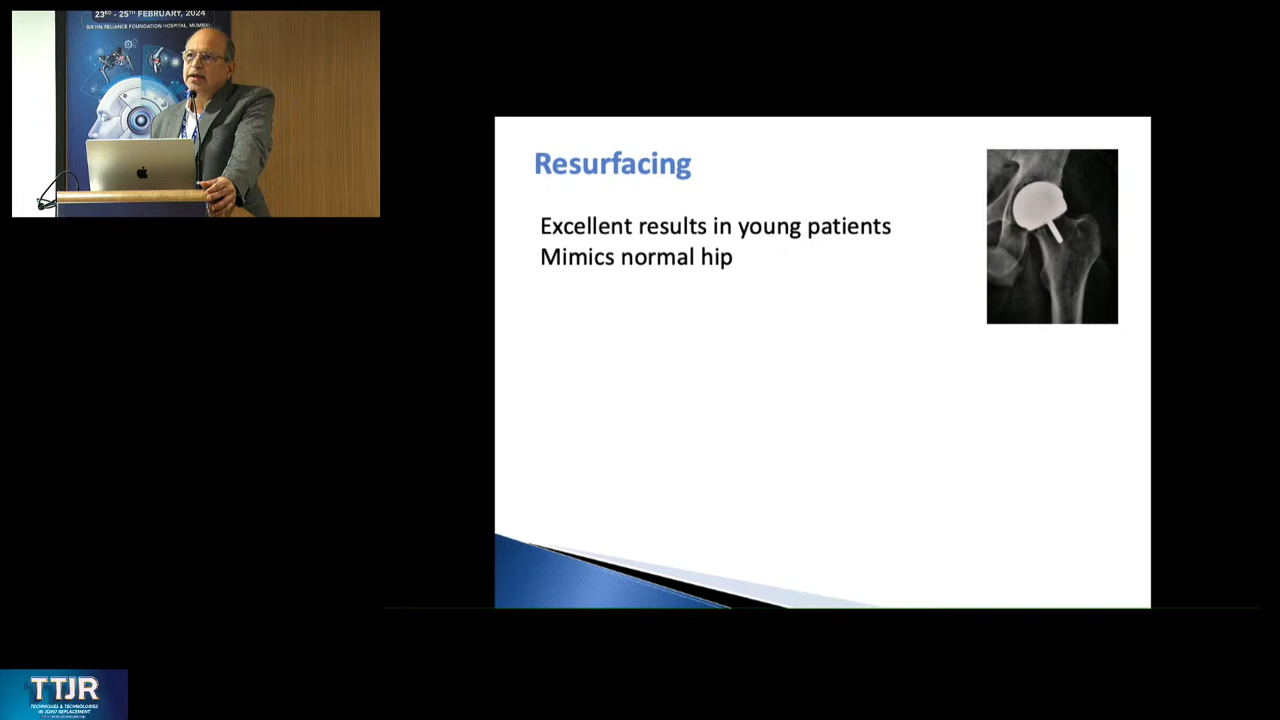 23RD - 25TH FEBRUARY, 2024
SIR HN RELIANCE FOUNDATION HOSPITAL, MUMBAI
Resurfacing
Excellent results in young patients
Mimics normal hip
TTJR
TECHNIQUES & TECHNOLOGIES
IN JOINT REPLACEMENT